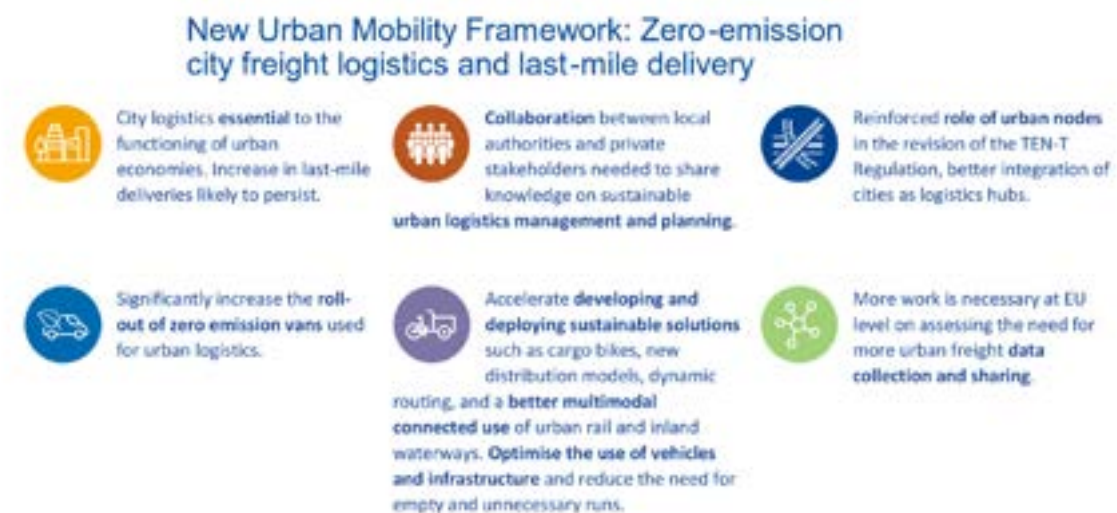 New Urban Mobility Framework: Zero-emission
city freight logistics and last-mile delivery
City logistics essential to the
functioning of urban
economies. Increase in last-mile
deliveries likely to persist.
Collaboration between local
authorities and private
stakeholders needed to share
knowledge on sustainable
urban logistics management and planning.
Reinforced role of urban nodes
in the revision of the TEN-T
Regulation, better integration of
cities as logistics hubs.
Significantly increase the roll-
out of zero emission vans used
for urban logistics.
Accelerate developing and
deploying sustainable solutions
such as cargo bikes, new
distribution models, dynamic
routing, and a better multimodal
connected use of urban rail and inland
waterways. Optimise the use of vehicles
and infrastructure and reduce the need for
empty and unnecessary runs.
More work is necessary at EU
level on assessing the need for
more urban freight data
collection and sharing.